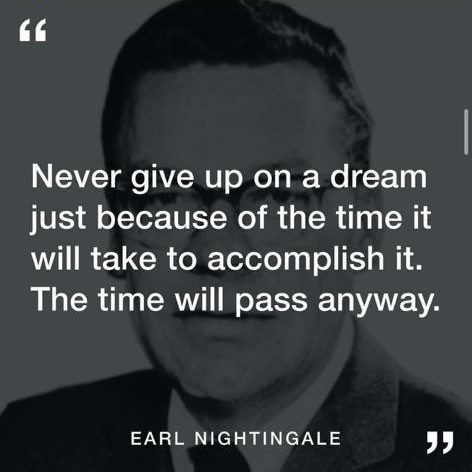 “
Never give up on a dream
just because of the time it
will take to accomplish it.
The time will pass anyway.
EARL NIGHTINGALE
”